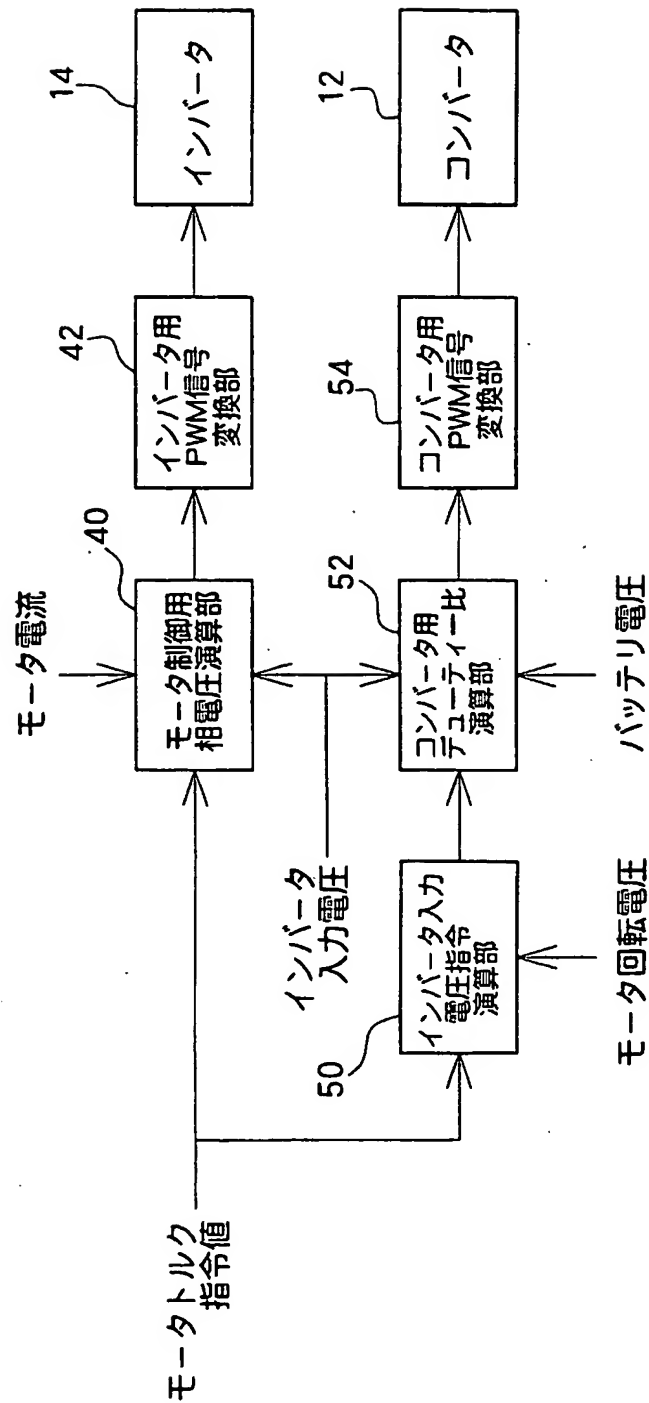 モータトルク
指令値
モータ電流
40
モータ制御用
相電圧演算部
42
インバータ用
PWM信号
変換部
14
インバータ
インバータ
入力電圧
50
インバータ入力
電圧指令
演算部
モータ回転電圧
52
コンバータ用
デューティー比
演算部
バッテリ電圧
54
コンバータ用
PWM信号
変換部
12
コンバータ